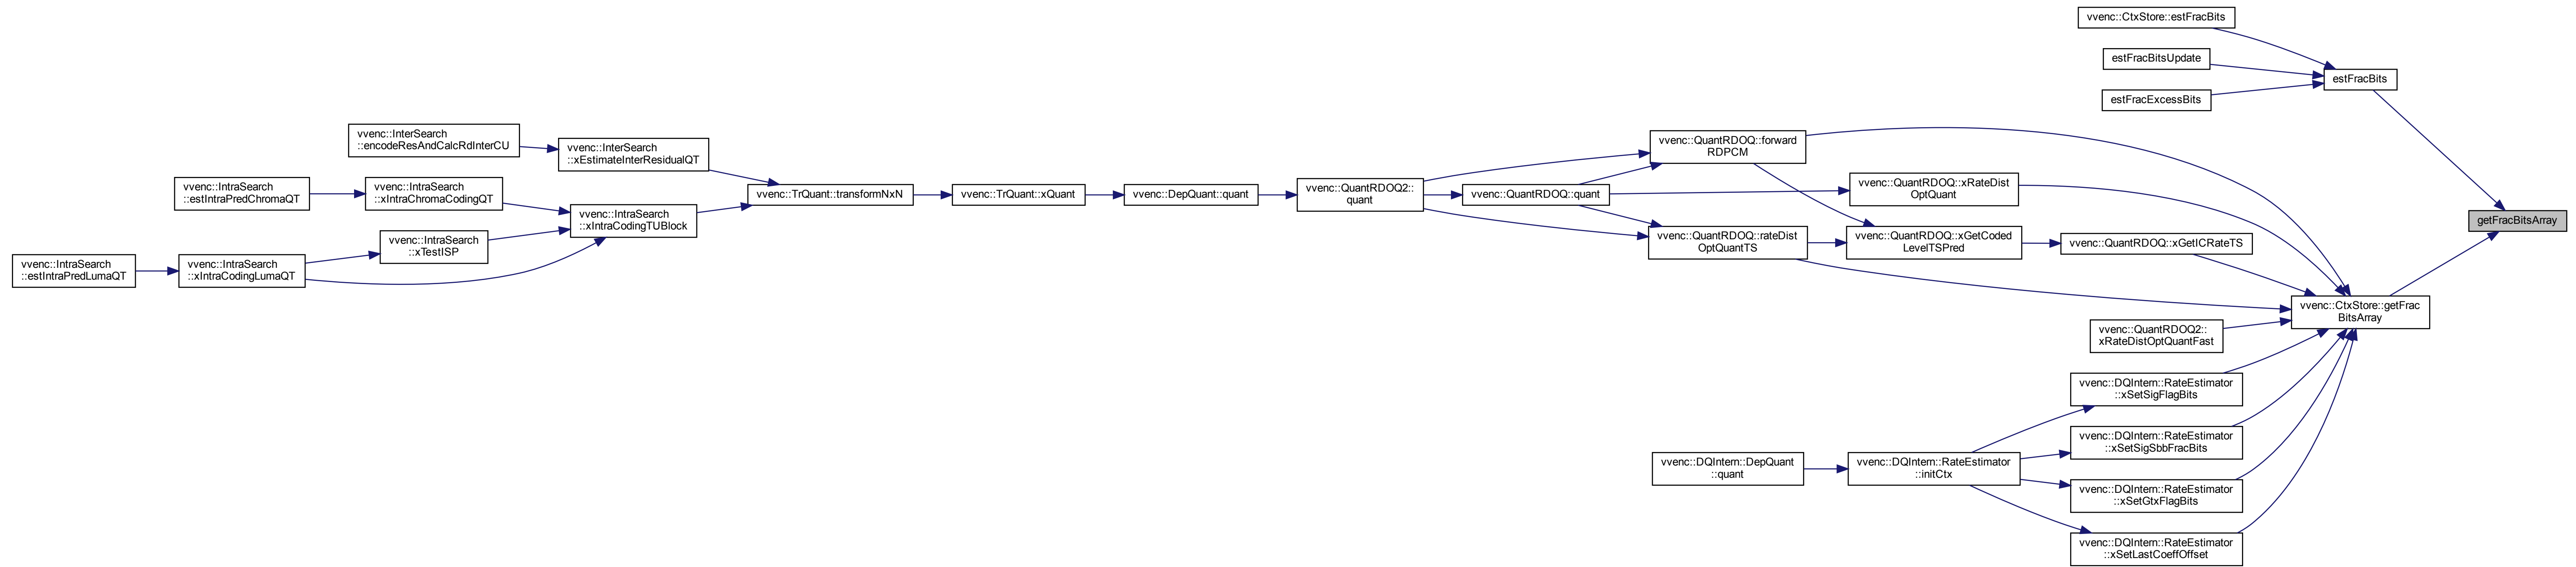 vvenc::CtxStore::estFracBits
estFracBitsUpdate
estFracBits
estFracExcessBits
vvenc::InterSearch
::encodeResAndCalcRdInterCU
vvenc::InterSearch
::xEstimateInterResidualQT
vvenc::QuantRDOQ::forward
RDPCM
vvenc::IntraSearch
::estIntraPredChromaQT
vvenc::IntraSearch
::xIntraChromaCodingQT
vvenc::TrQuant::transformNxN
vvenc::TrQuant::xQuant
vvenc::DepQuant::quant
vvenc::QuantRDOQ2::
quant
vvenc::QuantRDOQ::quant
vvenc::QuantRDOQ::xRateDist
OptQuant
vvenc::IntraSearch
::xIntraCodingTUBlock
getFracBitsArray
vvenc::IntraSearch
::xTestISP
vvenc::QuantRDOQ::rateDist
OptQuantTS
vvenc::QuantRDOQ::xGetCoded
LevelTSPred
vvenc::QuantRDOQ::xGetICRateTS
vvenc::IntraSearch
::estIntraPredLumaQT
vvenc::IntraSearch
::xIntraCodingLumaQT
vvenc::CtxStore::getFrac
BitsArray
vvenc::QuantRDOQ2::
xRateDistOptQuantFast
vvenc::DQIntern::RateEstimator
::xSetSigFlagBits
vvenc::DQIntern::RateEstimator
::xSetSigSbbFracBits
vvenc::DQIntern::DepQuant
::quant
vvenc::DQIntern::RateEstimator
::initCtx
vvenc::DQIntern::RateEstimator
::xSetGtxFlagBits
vvenc::DQIntern::RateEstimator
::xSetLastCoeffOffset